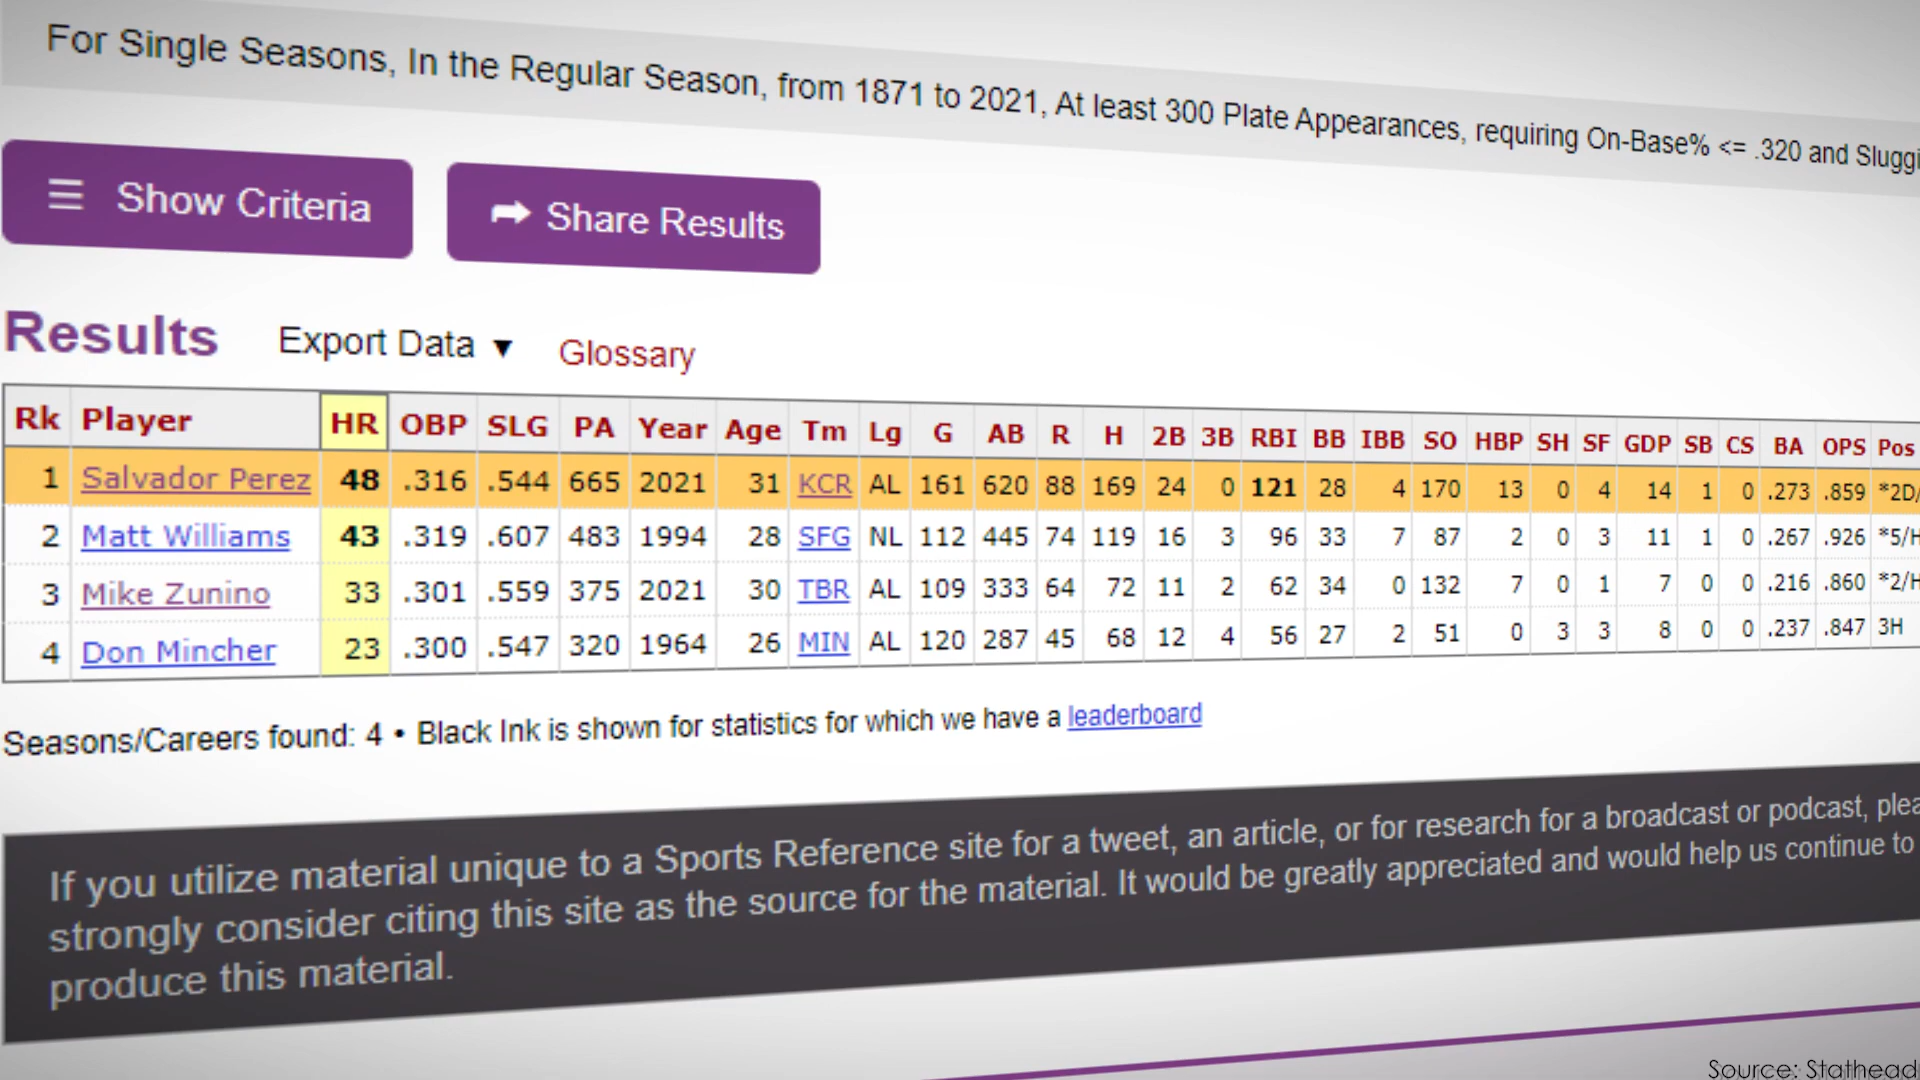 For Single Seasons, In the Regular Season, from 1871 to 2021, At least 300 Plate Appearances, requiring On-Base% <= .320 and Sluggi
Show Criteria
Share Results
Results Export Data ▼ Glossary
Rk Player HR OBP SLG PA Year Age Tm Lg G AB R H 2B 3B RBI BB IBB SO HBP SH SF GDP SB CS BA OPS Pos
1 Salvador Perez 48 .316 .544 665 2021 31 KCR AL 161 620 88 169 24 0 121 28 4 170 13 0 4 14 1 0 .273 .859 *2D/
2 Matt Williams 43 .319 .607 483 1994 28 SFG NL 112 445 74 119 16 3 96 33 7 87 2 0 3 11 1 0 .267 .926 *5/H
3 Mike Zunino 33 .301 .559 375 2021 30 TBR AL 109 333 64 72 11 2 62 34 0 132 7 0 1 7 0 0 .216 .860 *2/H
4 Don Mincher 23 .300 .547 320 1964 26 MIN AL 120 287 45 68 12 4 56 27 2 51 0 3 3 8 0 0 .237 .847 3H
Seasons/Careers found: 4 • Black Ink is shown for statistics for which we have a leaderboard
If you utilize material unique to a Sports Reference site for a tweet, an article, or for research for a broadcast or podcast, plea
strongly consider citing this site as the source for the material. It would be greatly appreciated and would help us continue to
produce this material.
Source: Stathead